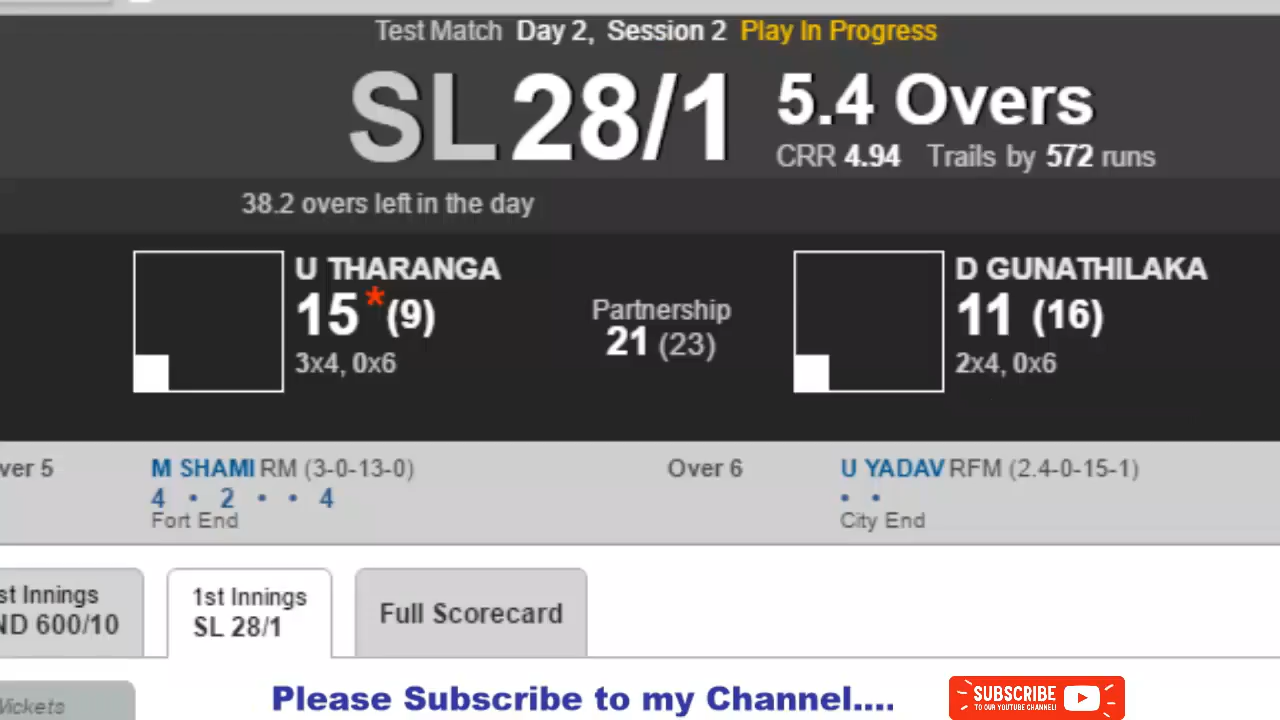 Test Match Day 2, Session 2 Play In Progress
SL 28/1 5.4 Overs
CRR 4.94 Trails by 572 runs
38.2 overs left in the day
U THARANGA
15*(9)
3x4, 0x6
Partnership
21 (23)
D GUNATHILAKA
11 (16)
2x4, 0x6
ver 5 M SHAMI RM (3-0-13-0)
4 • 2 • • 4
Fort End
Over 6 U YADAV RFM (2.4-0-15-1)
• •
City End
st Innings
ND 600/10
1st Innings
SL 28/1
Full Scorecard
Wickets
Please Subscribe to my Channel....
SUBSCRIBE
TO OUR YOUTUBE CHANNEL!